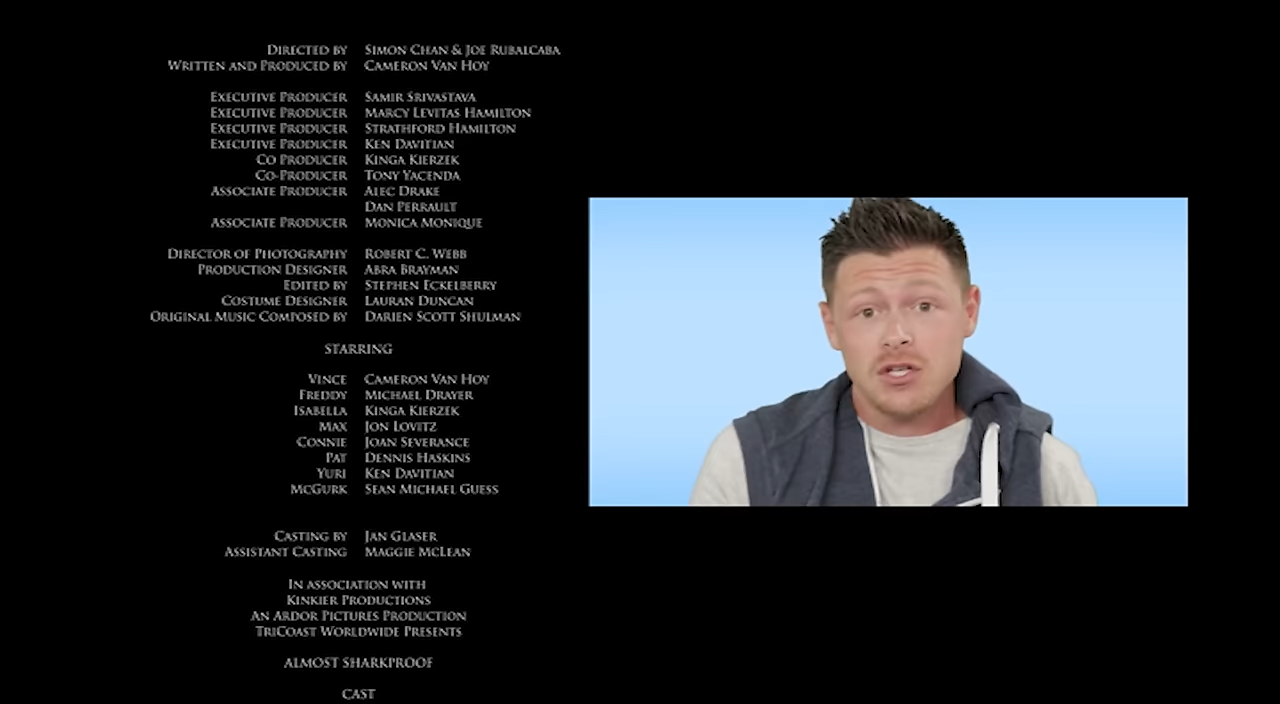 Directed by Simon Chan & Joe Rubalcaba
Written and Produced by Cameron Van Hoy
Executive Producer Samir Srivastava
Executive Producer Marcy Levitas Hamilton
Executive Producer Strathford Hamilton
Executive Producer Ken Davitian
Co Producer Kinga Kierzek
Co-Producer Tony Yacenda
Associate Producer Alec Drake
Dan Perrault
Associate Producer Monica Monique
Director of Photography Robert C. Webb
Production Designer Abra Brayman
Edited by Stephen Eckelberry
Costume Designer Lauran Duncan
Original Music Composed by Darien Scott Shulman
STARRING
Vince Cameron Van Hoy
Freddy Michael Drayer
Isabella Kinga Kierzek
Max Jon Lovitz
Connie Joan Severance
Pat Dennis Haskins
Yuri Ken Davitian
McGurk Sean Michael Guess
Casting by Jan Glaser
Assistant Casting Maggie McLean
In association with
Kinkier Productions
An Ardor Pictures Production
TriCoast Worldwide Presents
ALMOST SHARKPROOF
CAST